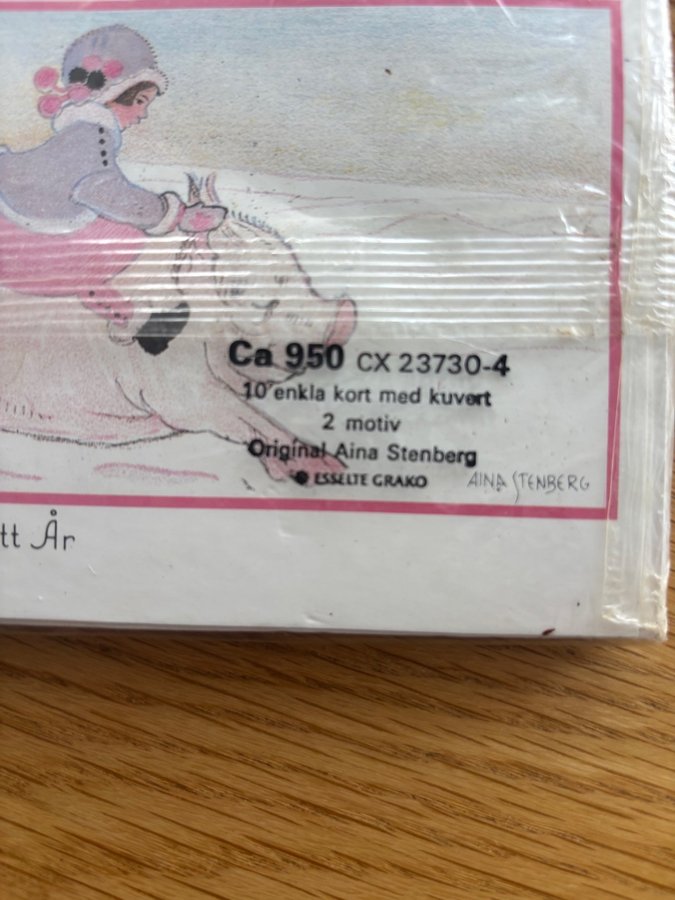 Ca 950 CX 23730-4
10 enkla kort med kuvert
2 motiv
Original Aina Stenberg
ESSELTE GRAKO
AINA STENBERG
tt År